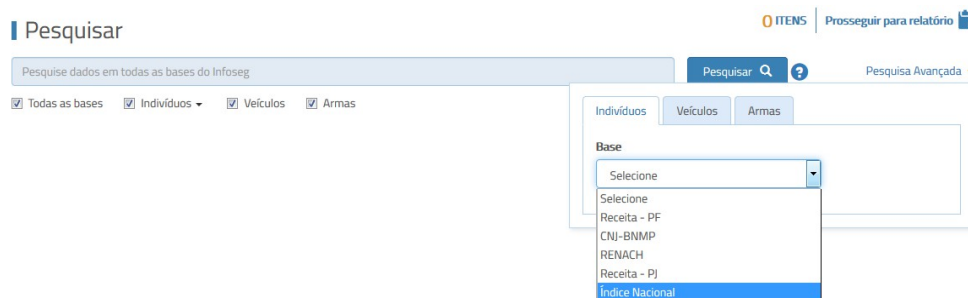 0 ITENS
Prosseguir para relatório
Pesquisar
Pesquise dados em todas as bases do Infoseg
Pesquisar
?
Pesquisa Avançada
Todas as bases
Indivíduos
Veículos
Armas
Indivíduos
Veículos
Armas
Base
Selecione
Selecione
Receita - PF
CNJ-BNMP
RENACH
Receita - PJ
Índice Nacional